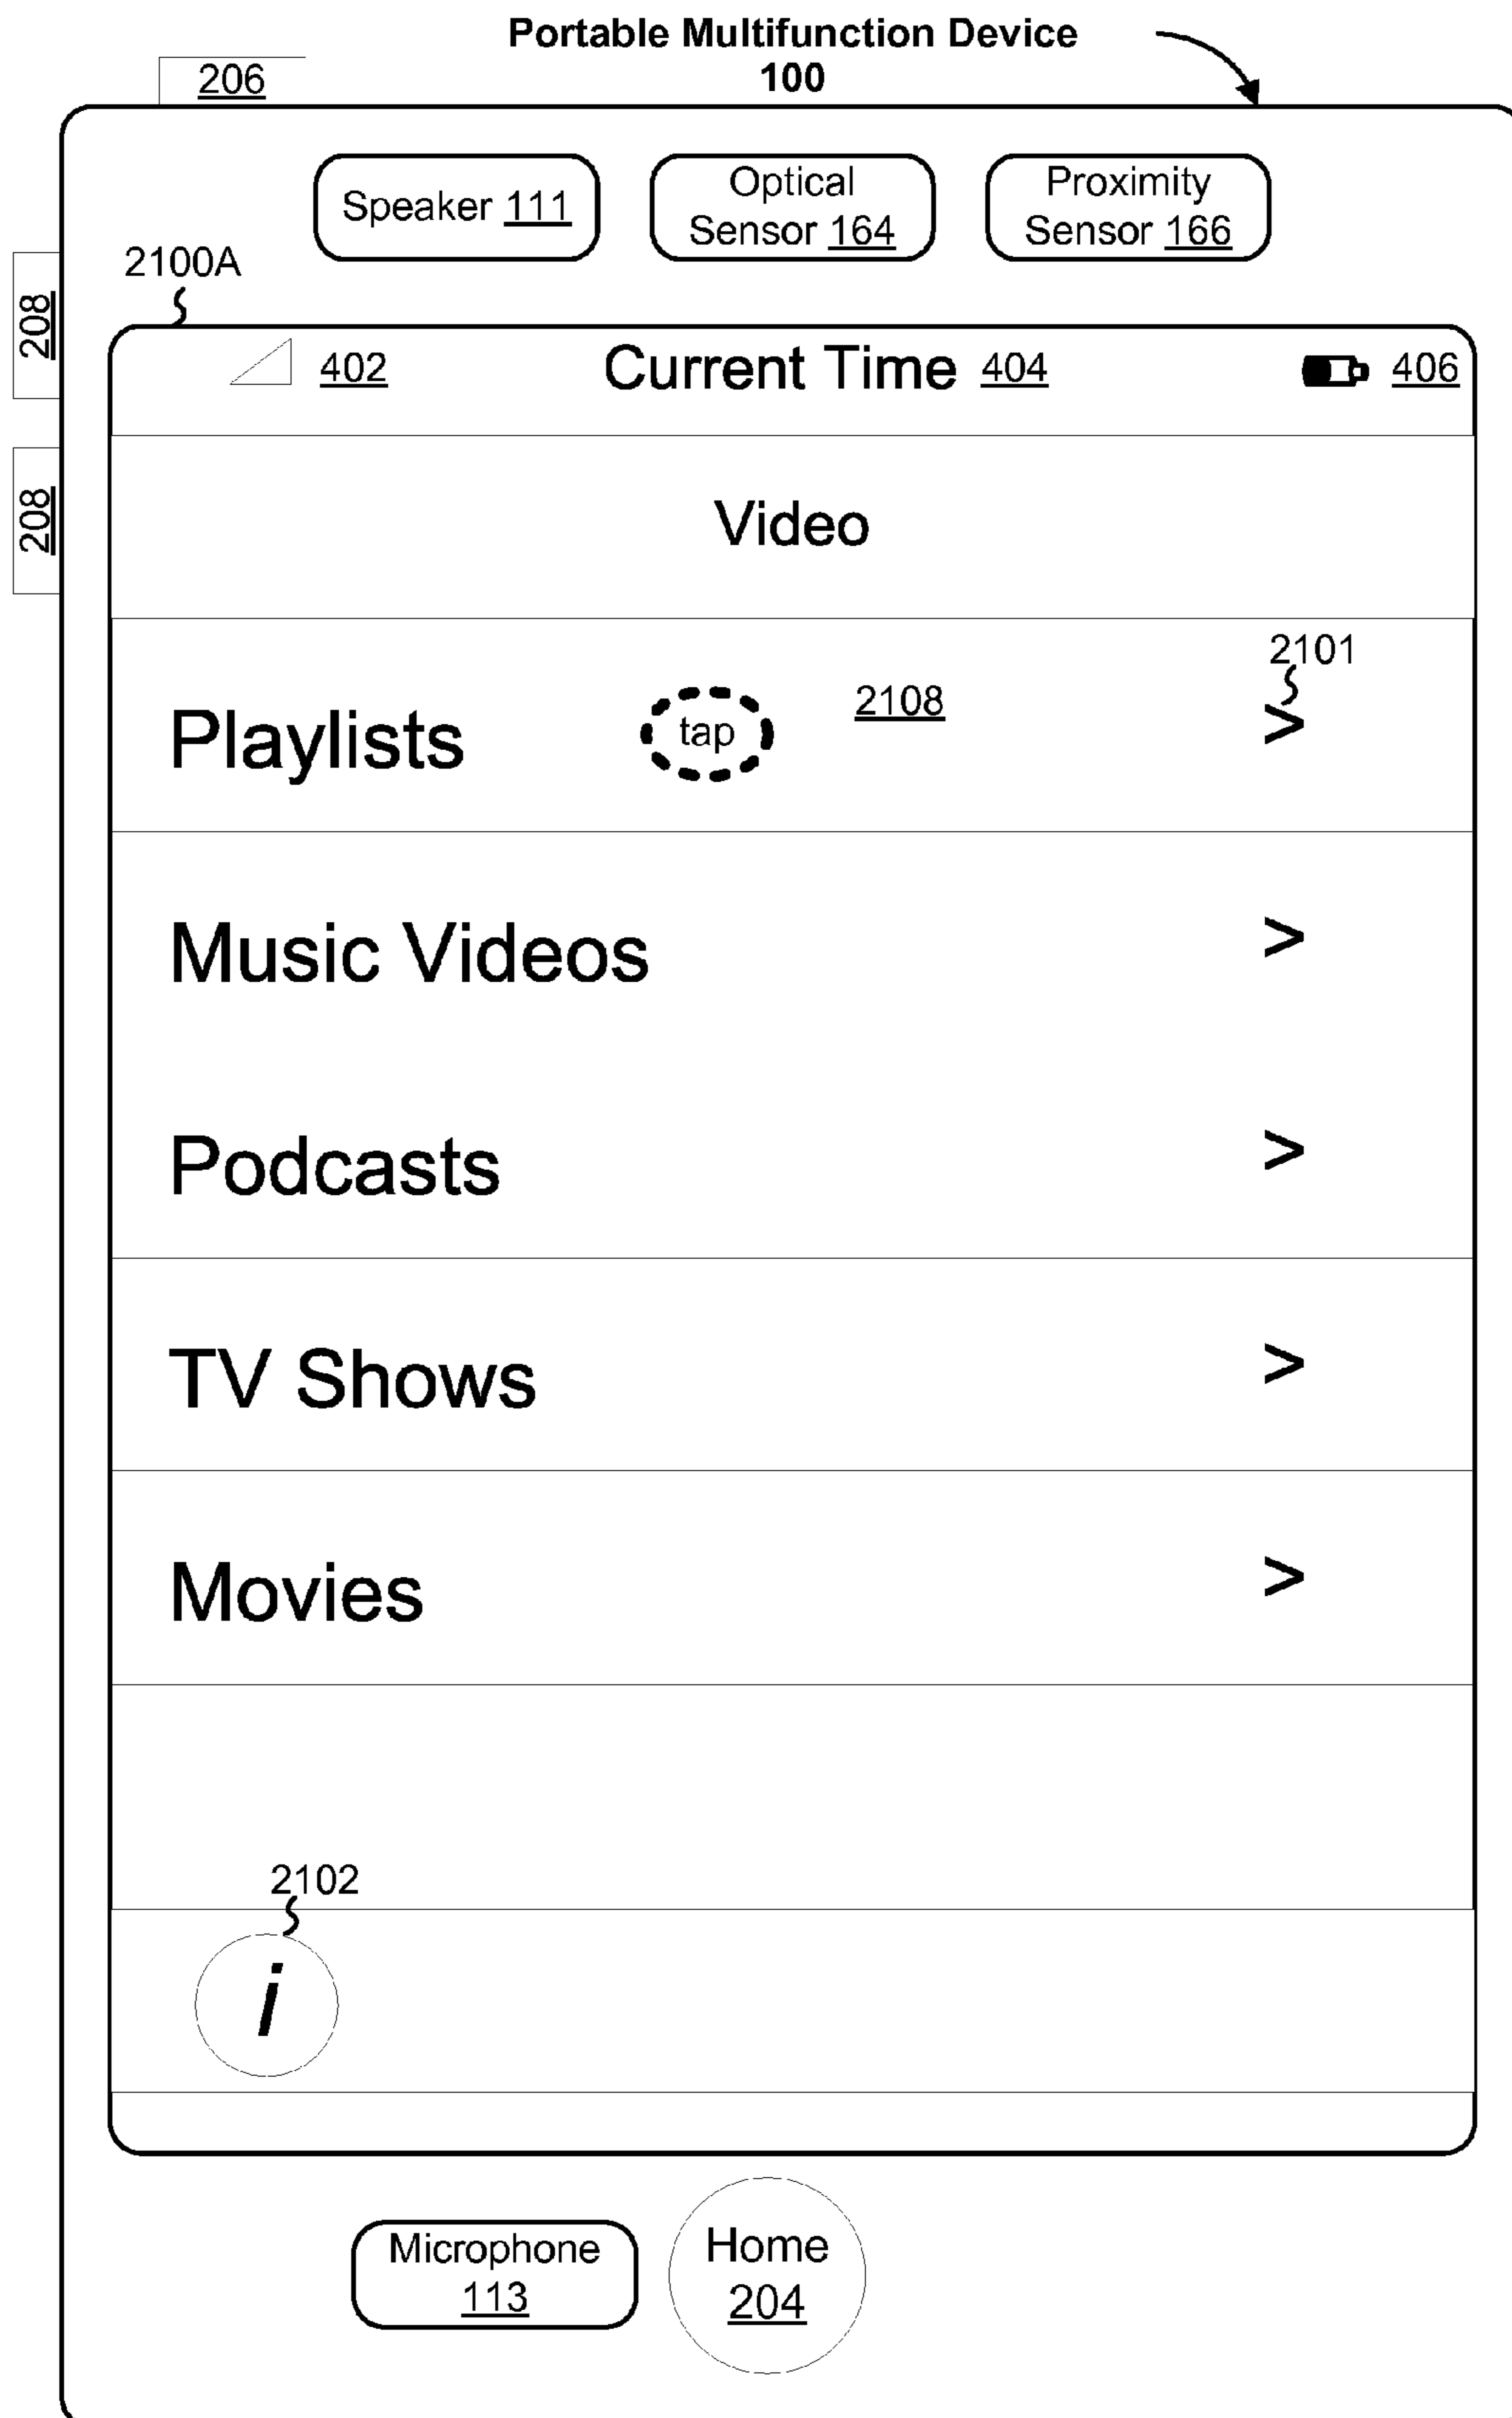 Portable Multifunction Device
100
206
Speaker 111
Optical
Sensor 164
Proximity
Sensor 166
2100A
208
402
Current Time 404
406
208
Video
2101
Playlists
tap
2108
>
Music Videos
>
Podcasts
>
TV Shows
>
Movies
>
2102
i
Microphone
113
Home
204